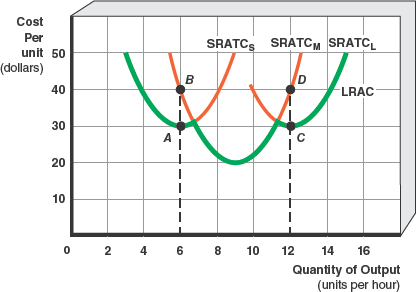 Cost
Per
unit
(dollars)
50
40
30
20
10
SRATCS SRATCM SRATCL
LRAC
B
D
A
C
0 2 4 6 8 10 12 14 16
Quantity of Output
(units per hour)